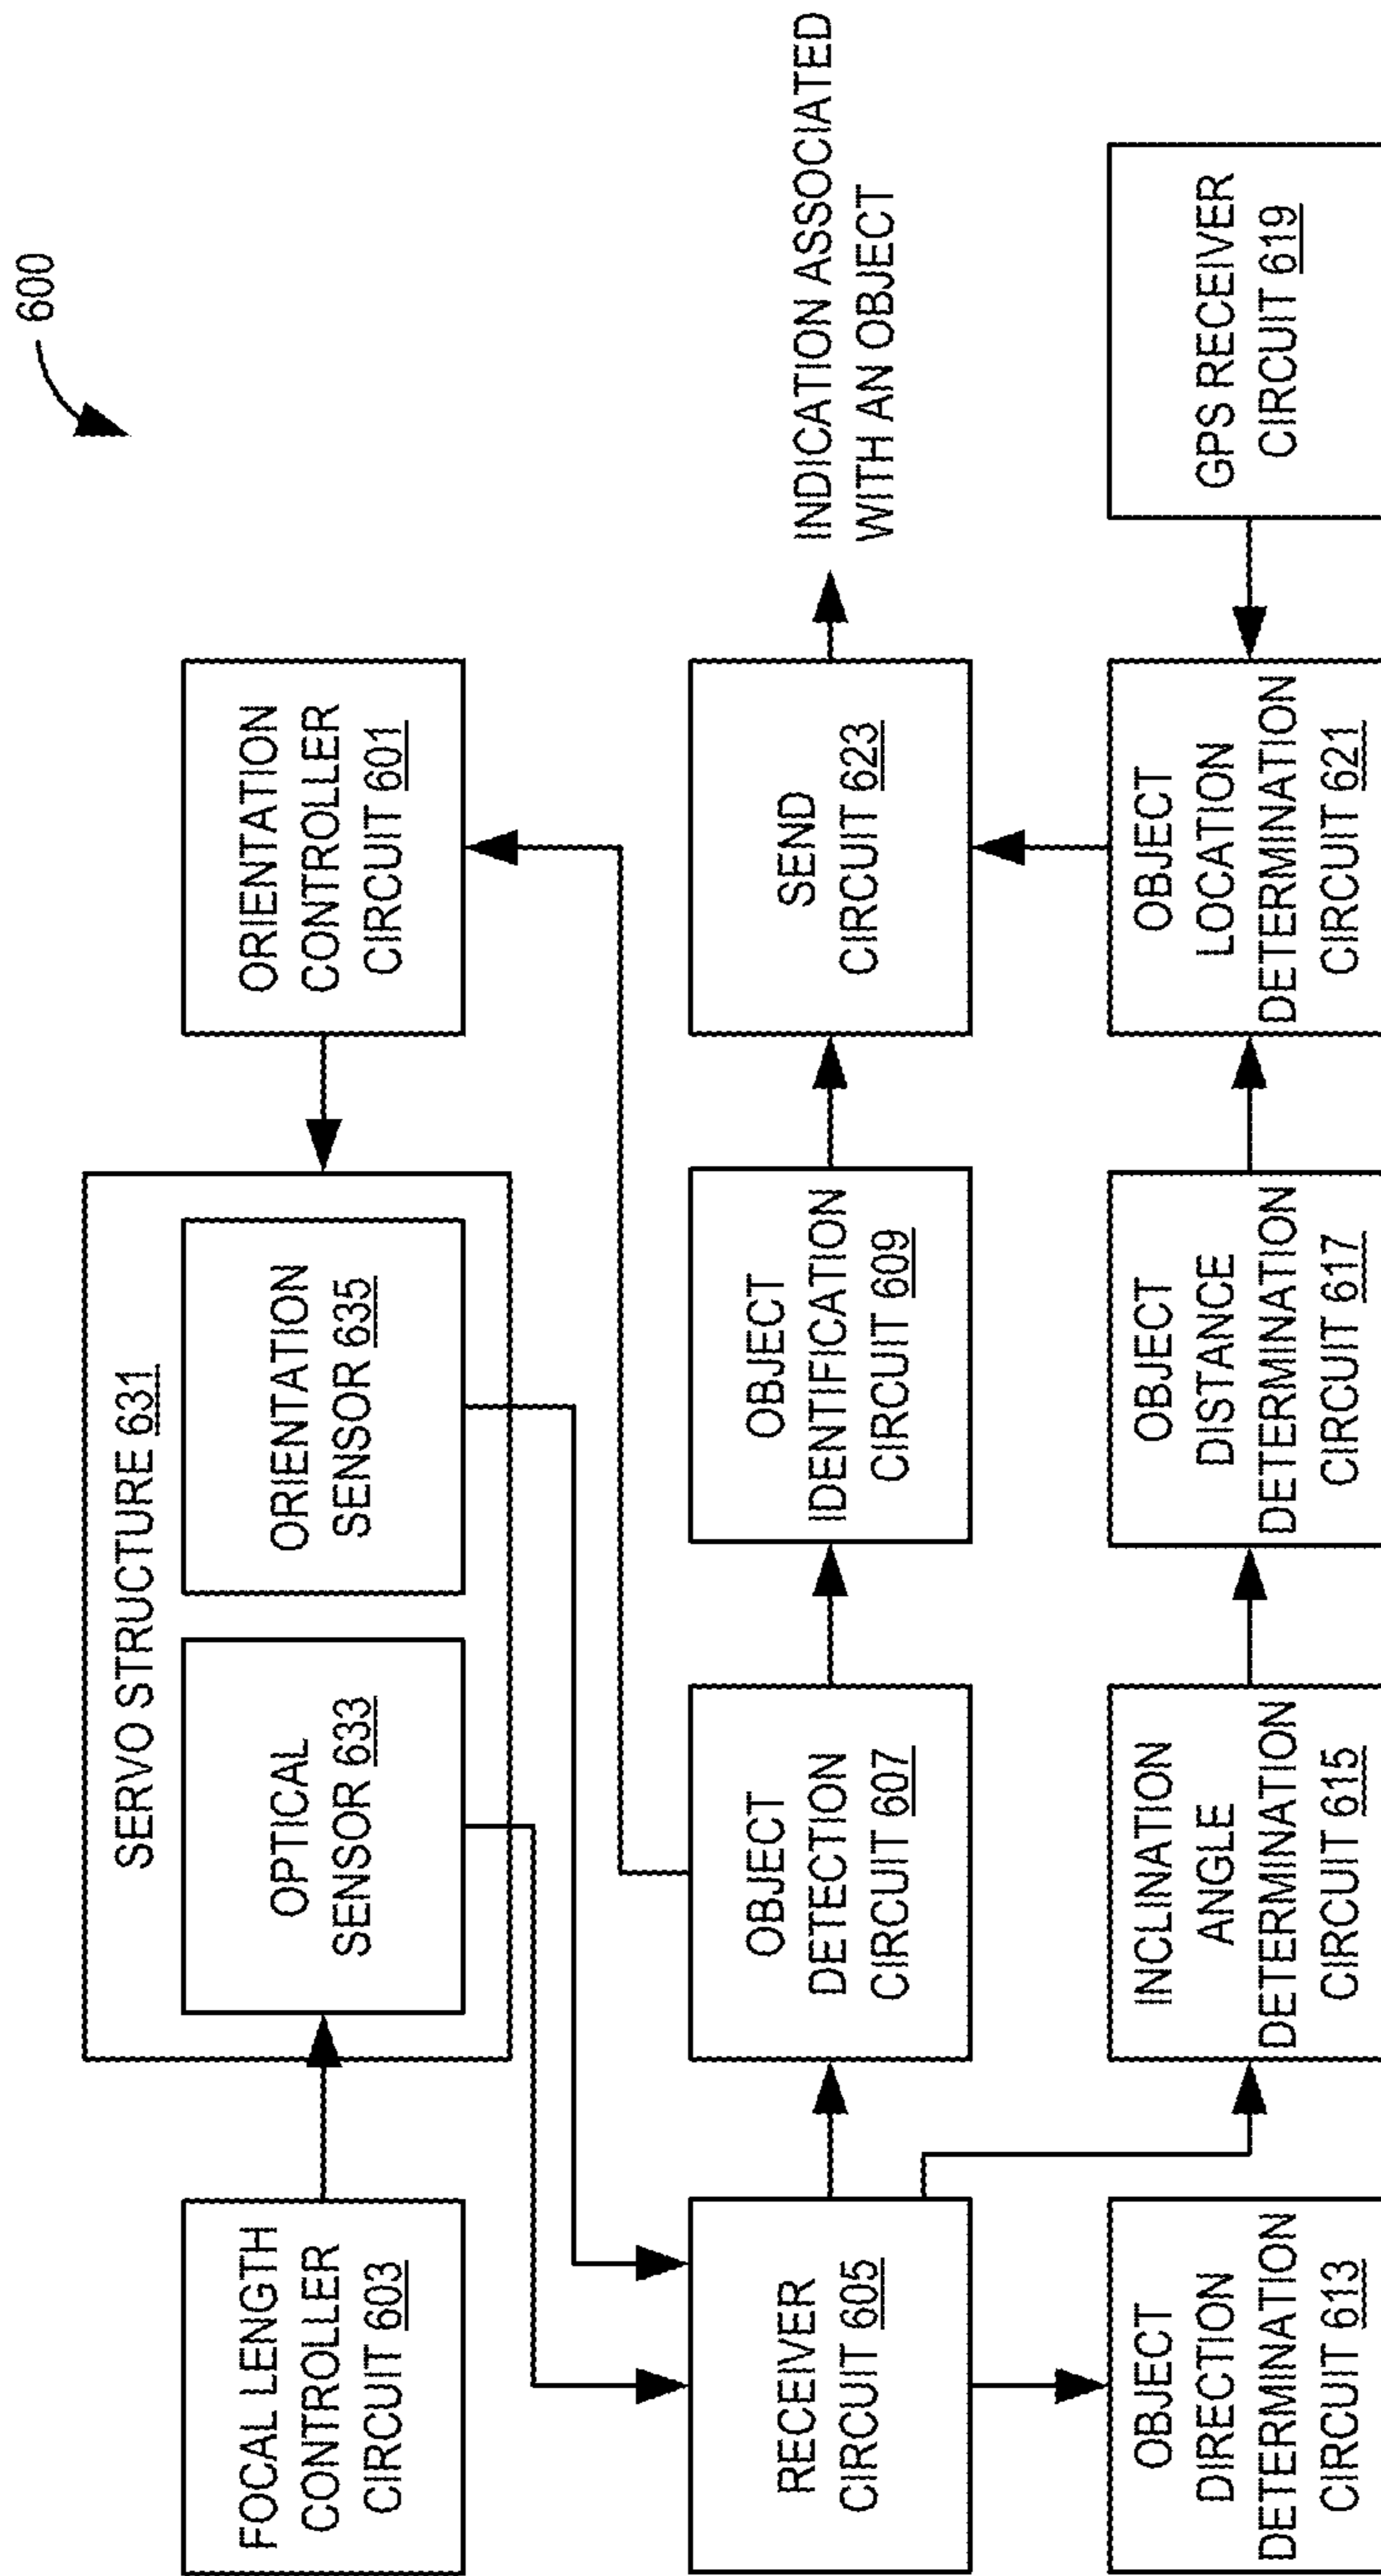 600
SERVO STRUCTURE 631
FOCAL LENGTH
CONTROLLER
CIRCUIT 603
OPTICAL
SENSOR 633
ORIENTATION
SENSOR 635
ORIENTATION
CONTROLLER
CIRCUIT 601
RECEIVER
CIRCUIT 605
OBJECT
DETECTION
CIRCUIT 607
OBJECT
IDENTIFICATION
CIRCUIT 609
SEND
CIRCUIT 623
INDICATION ASSOCIATED
WITH AN OBJECT
OBJECT
DIRECTION
DETERMINATION
CIRCUIT 613
INCLINATION
ANGLE
DETERMINATION
CIRCUIT 615
OBJECT
DISTANCE
DETERMINATION
CIRCUIT 617
OBJECT
LOCATION
DETERMINATION
CIRCUIT 621
GPS RECEIVER
CIRCUIT 619